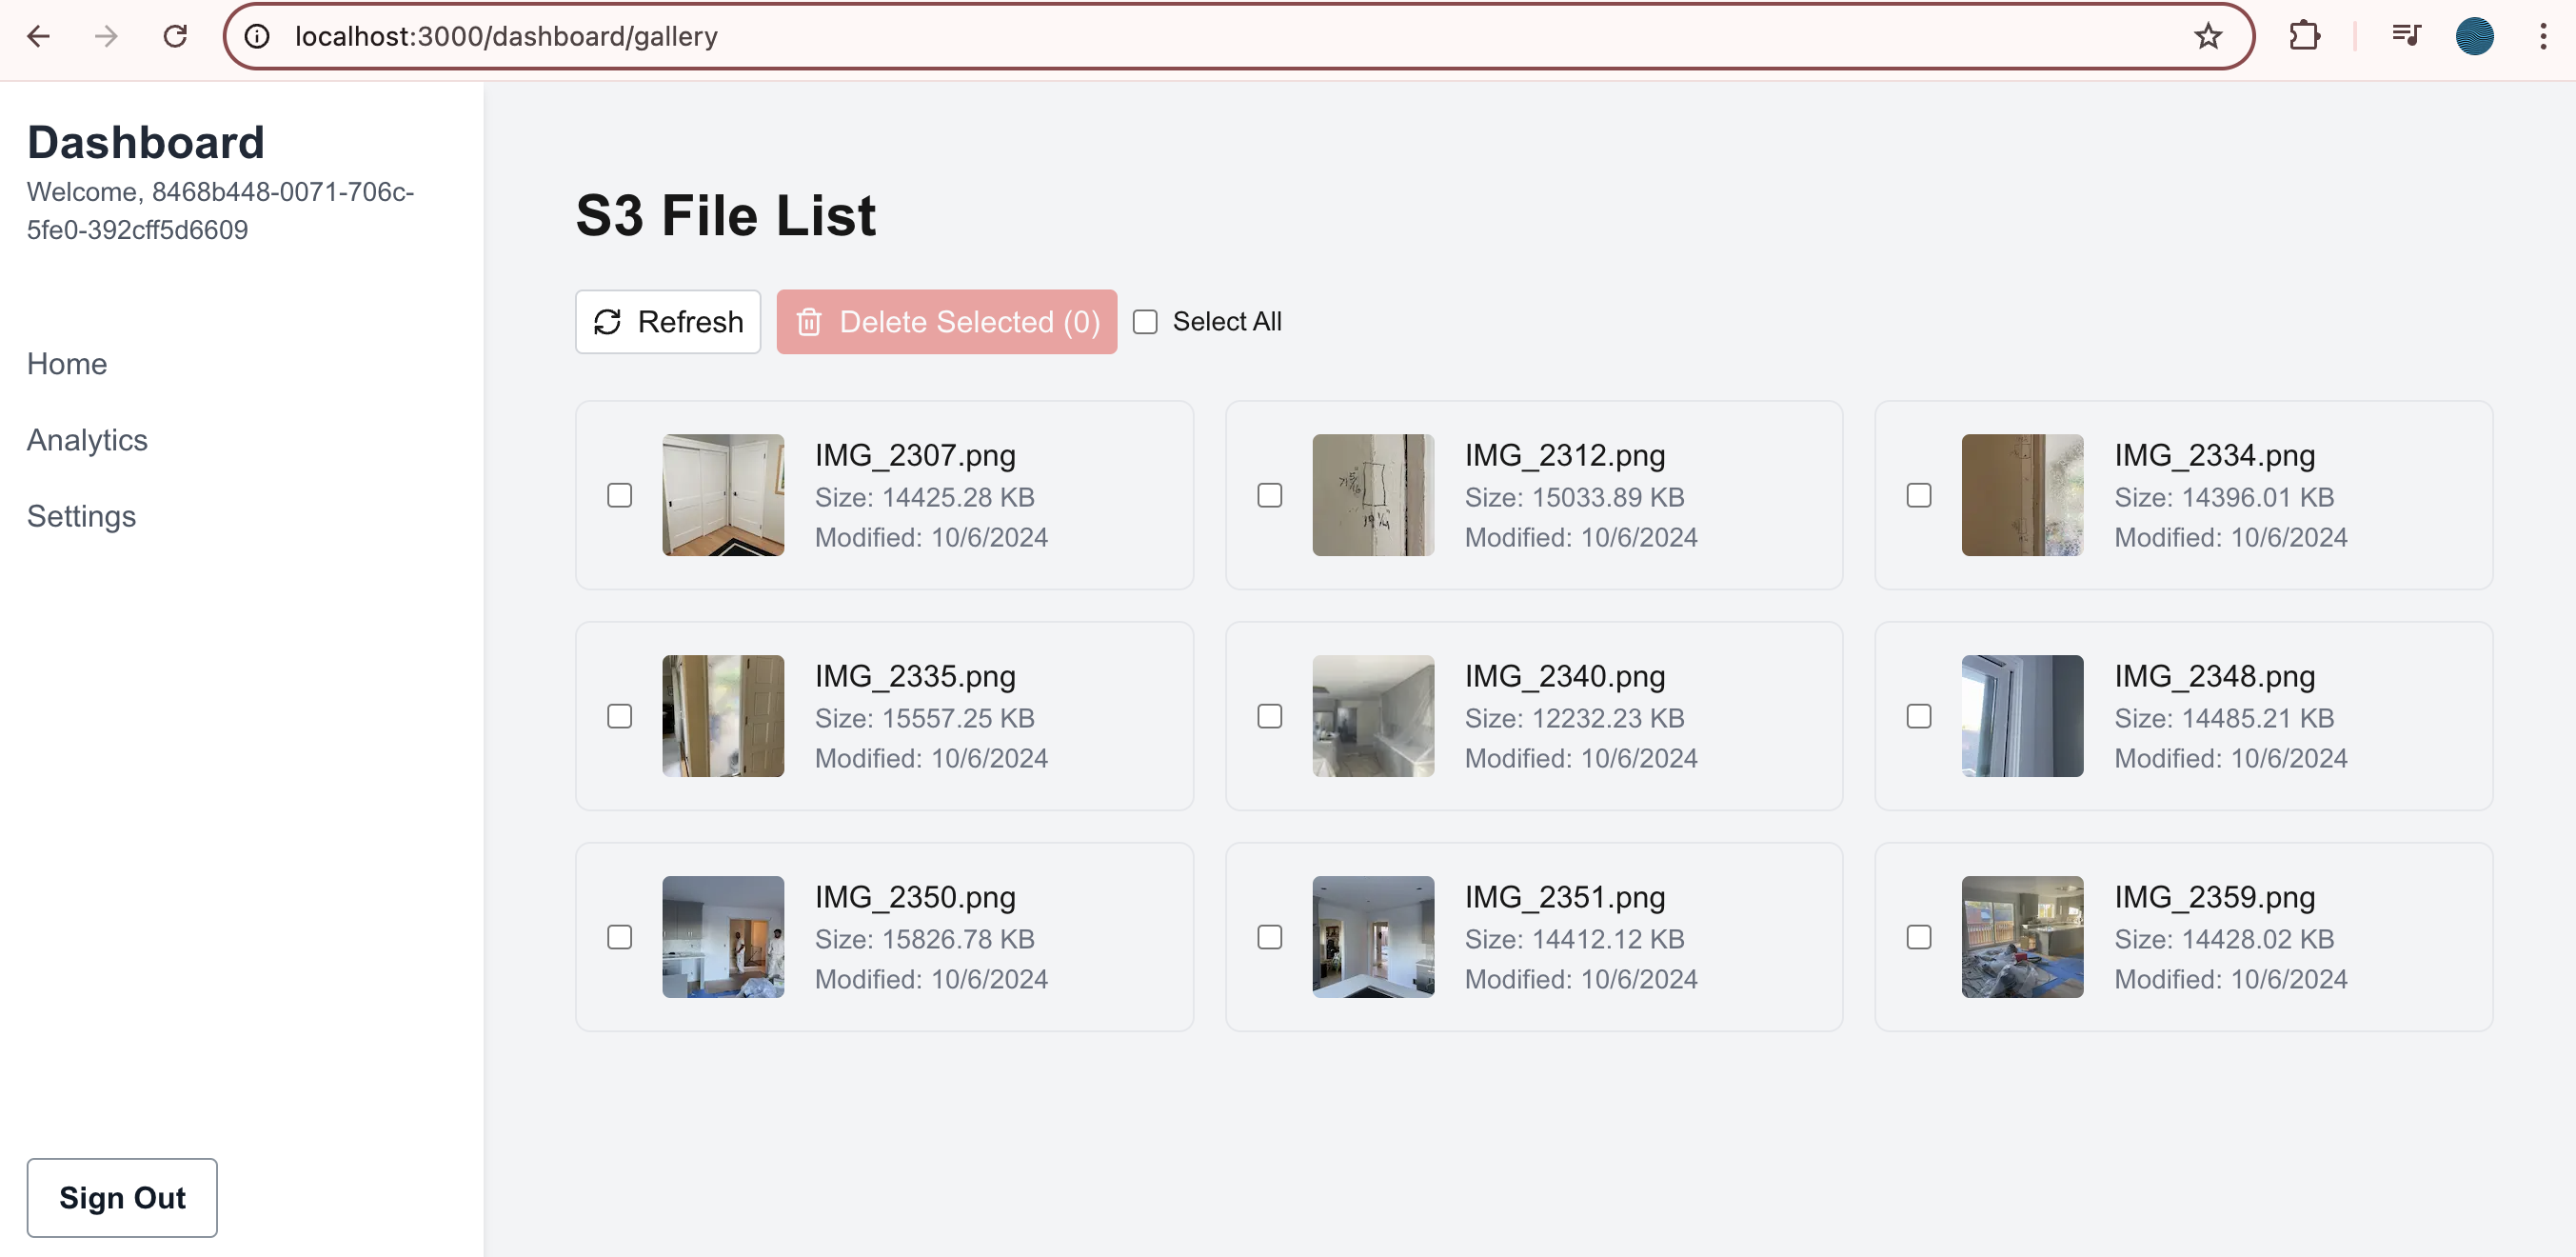 localhost:3000/dashboard/gallery
Dashboard
Welcome, 8468b448-0071-706c-
5fe0-392cff5d6609
Home
Analytics
Settings
Sign Out
S3 File List
Refresh
Delete Selected (0)
Select All
IMG_2307.png
Size: 14425.28 KB
Modified: 10/6/2024
IMG_2312.png
Size: 15033.89 KB
Modified: 10/6/2024
IMG_2334.png
Size: 14396.01 KB
Modified: 10/6/2024
IMG_2335.png
Size: 15557.25 KB
Modified: 10/6/2024
IMG_2340.png
Size: 12232.23 KB
Modified: 10/6/2024
IMG_2348.png
Size: 14485.21 KB
Modified: 10/6/2024
IMG_2350.png
Size: 15826.78 KB
Modified: 10/6/2024
IMG_2351.png
Size: 14412.12 KB
Modified: 10/6/2024
IMG_2359.png
Size: 14428.02 KB
Modified: 10/6/2024